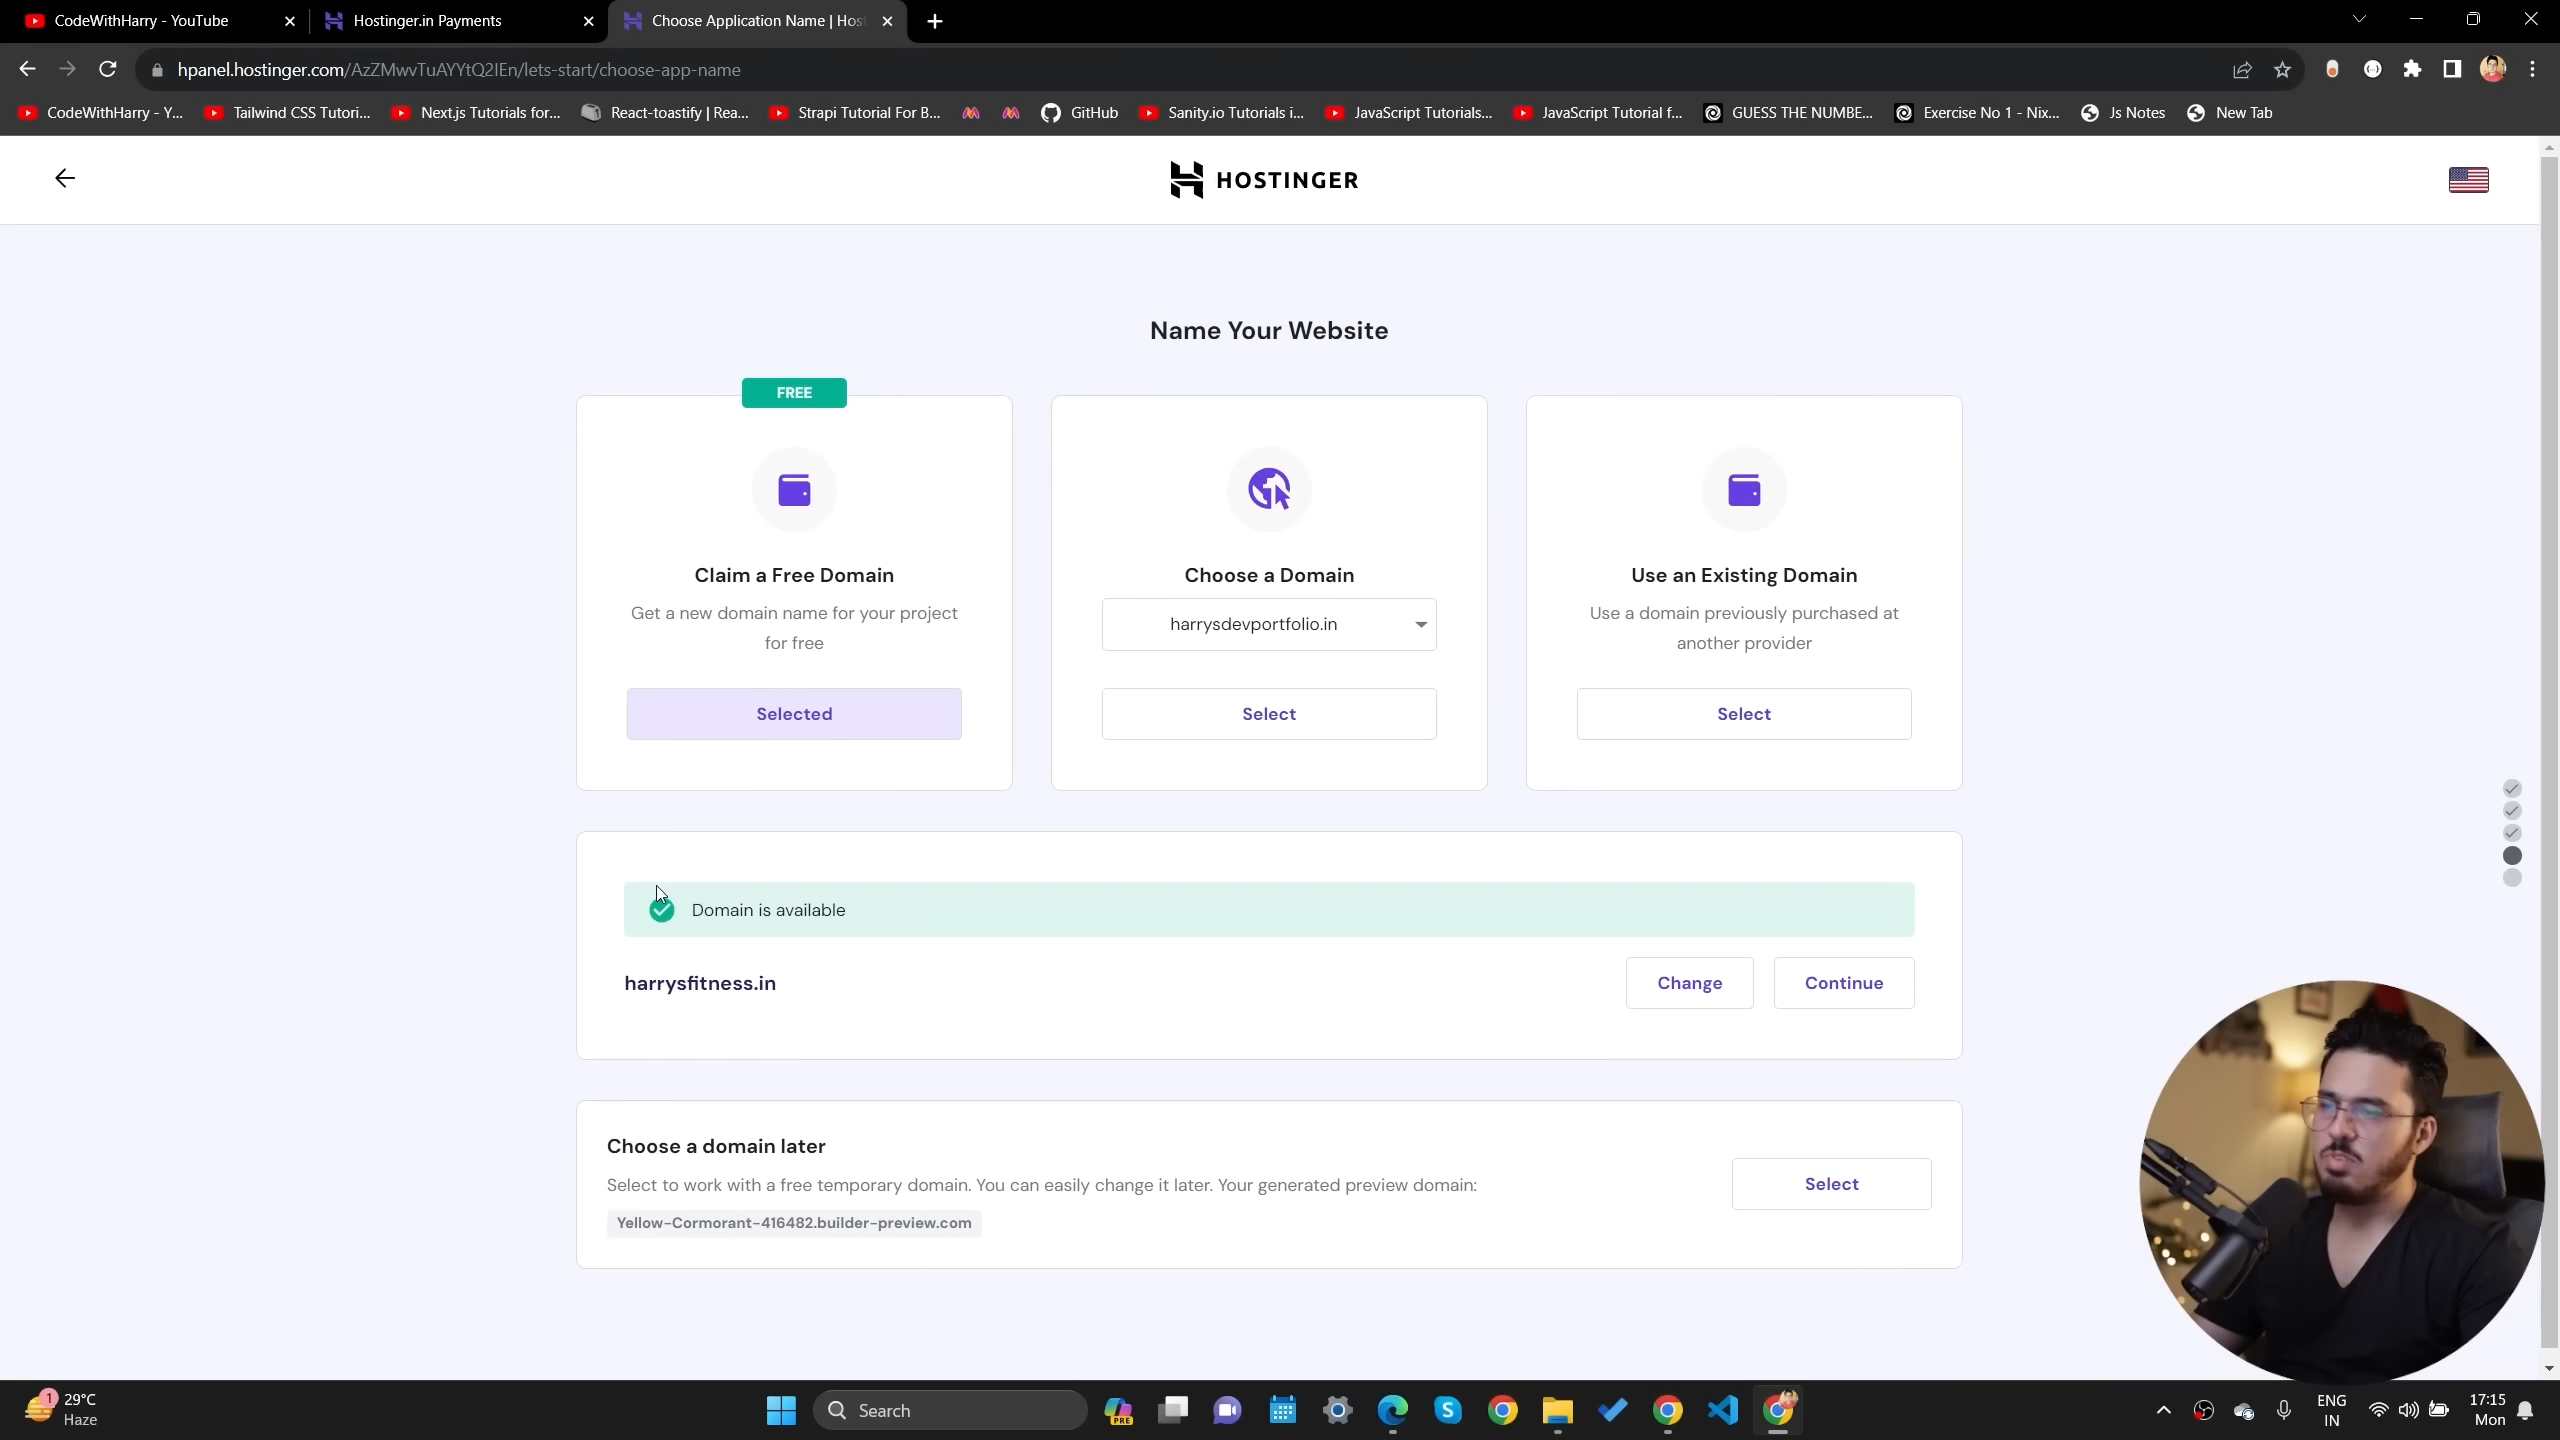 CodeWithHarry - YouTube
Hostinger.in Payments
Choose Application Name | Hos
hpanel.hostinger.com/AzZMwvTuAYYtQ2IEn/lets-start/choose-app-name
CodeWithHarry - Y...
Tailwind CSS Tutori...
Next.js Tutorials for...
React-toastify | Rea...
Strapi Tutorial For B...
GitHub
Sanity.io Tutorials i...
JavaScript Tutorials...
JavaScript Tutorial f...
GUESS THE NUMBE...
Exercise No 1 - Nix...
Js Notes
New Tab
HOSTINGER
Name Your Website
FREE
Claim a Free Domain
Get a new domain name for your project
for free
Selected
Choose a Domain
harrysdevportfolio.in
Select
Use an Existing Domain
Use a domain previously purchased at
another provider
Select
Domain is available
harrysfitness.in
Change
Continue
Choose a domain later
Select to work with a free temporary domain. You can easily change it later. Your generated preview domain:
Yellow-Cormorant-416482.builder-preview.com
Select
1
29°C
Haze
Search
PRE
ENG
IN
17:15
Mon